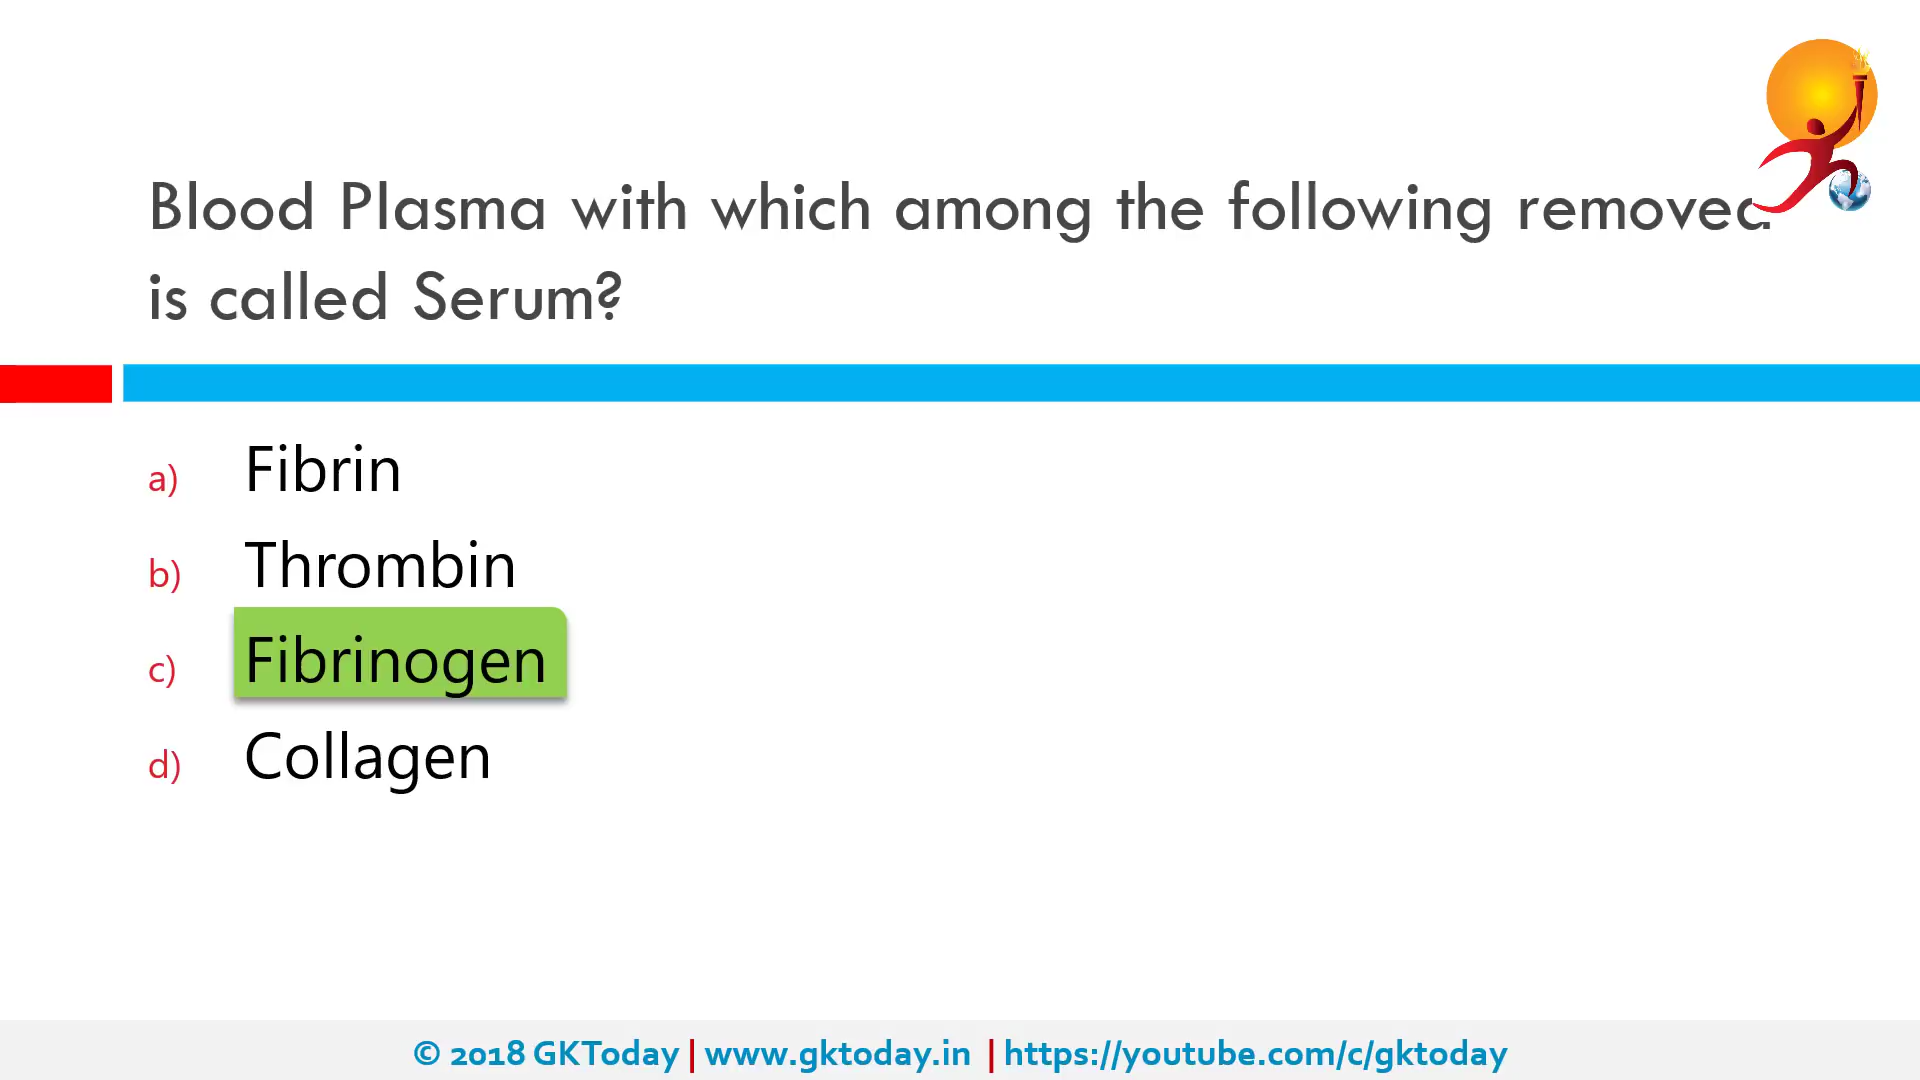 Blood Plasma with which among the following removed
is called Serum?
a) Fibrin
b) Thrombin
c) Fibrinogen
d) Collagen
© 2018 GKToday | www.gktoday.in | https://youtube.com/c/gktoday